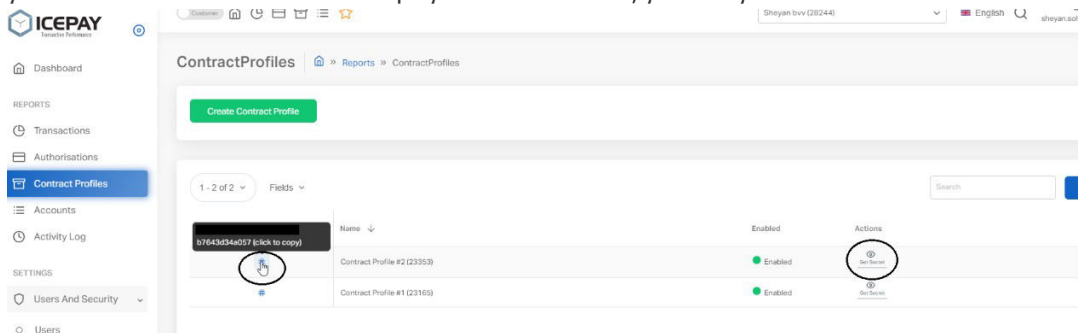 Customer
Sheyan bvv (28244)
English
sheyan.sof
ICEPAY
Transaction Performance
Dashboard
ContractProfiles
» Reports » ContractProfiles
REPORTS
Create Contract Profile
Transactions
Authorisations
Contract Profiles
1 - 2 of 2
Fields
Search
Accounts
Activity Log
Name ↓
Enabled
Actions
b7643d34a057 (click to copy)
#
Contract Profile #2 (23353)
Enabled
Get Secret
#
Contract Profile #1 (23165)
Enabled
Get Secret
SETTINGS
Users And Security
Users